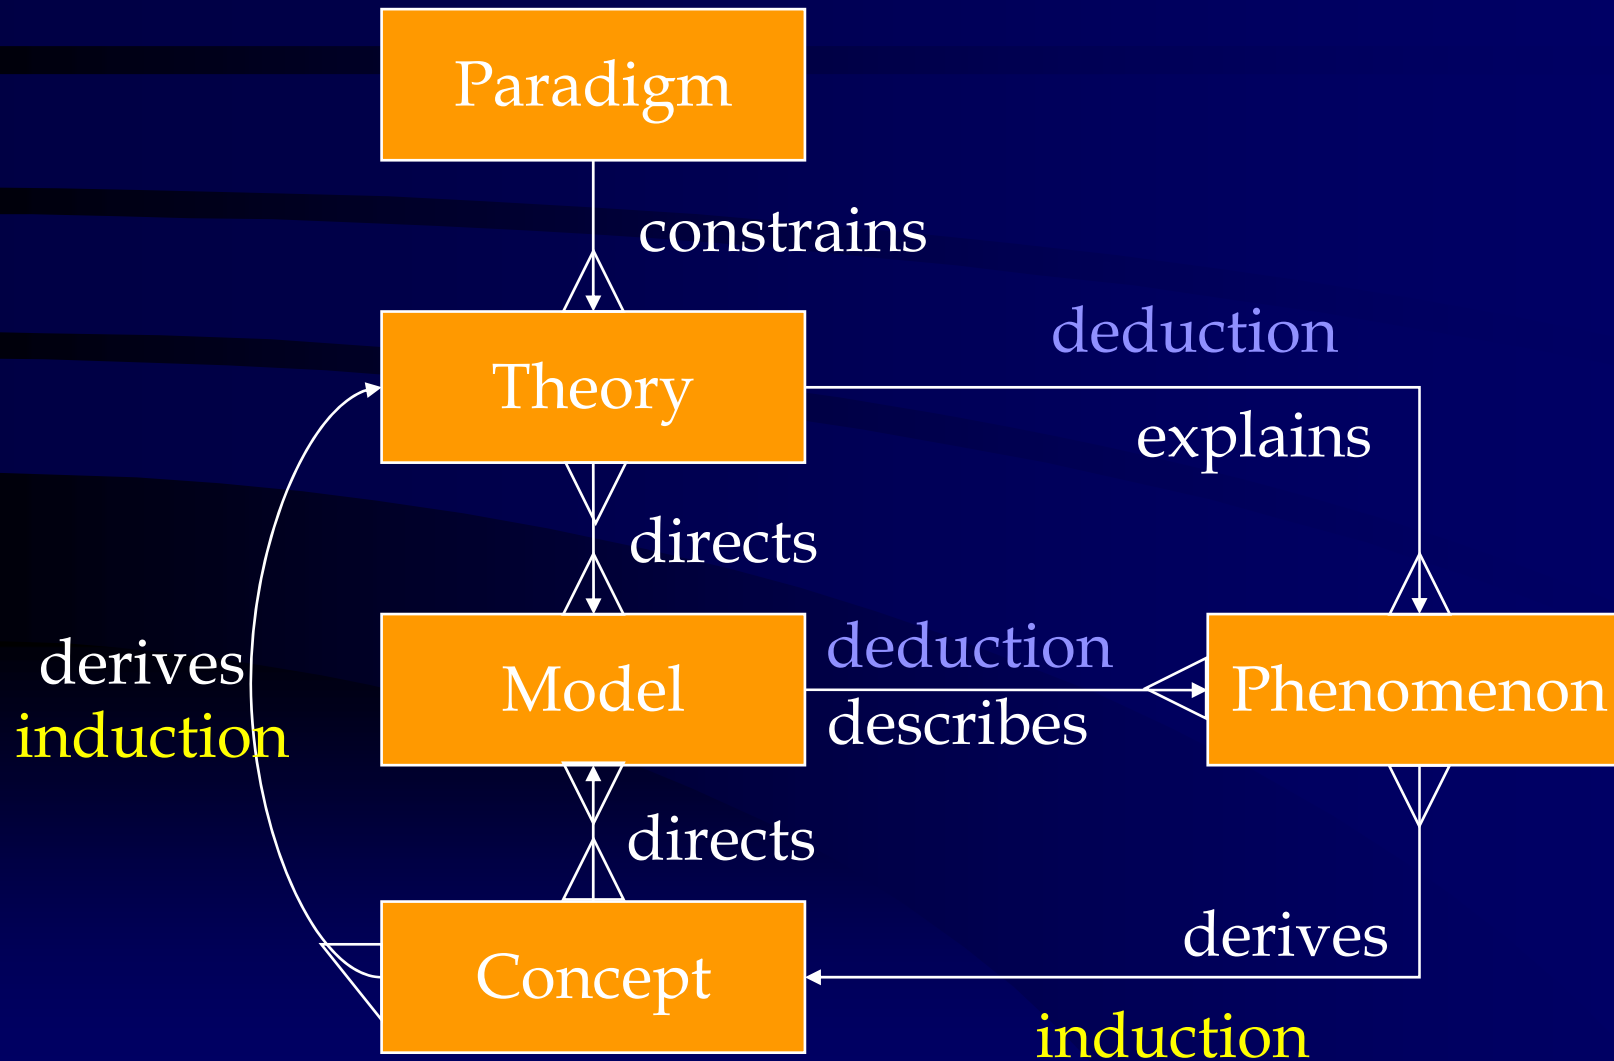 Paradigm
constrains
Theory
deduction
explains
directs
derives
induction
Model
deduction
describes
Phenomenon
directs
Concept
derives
induction